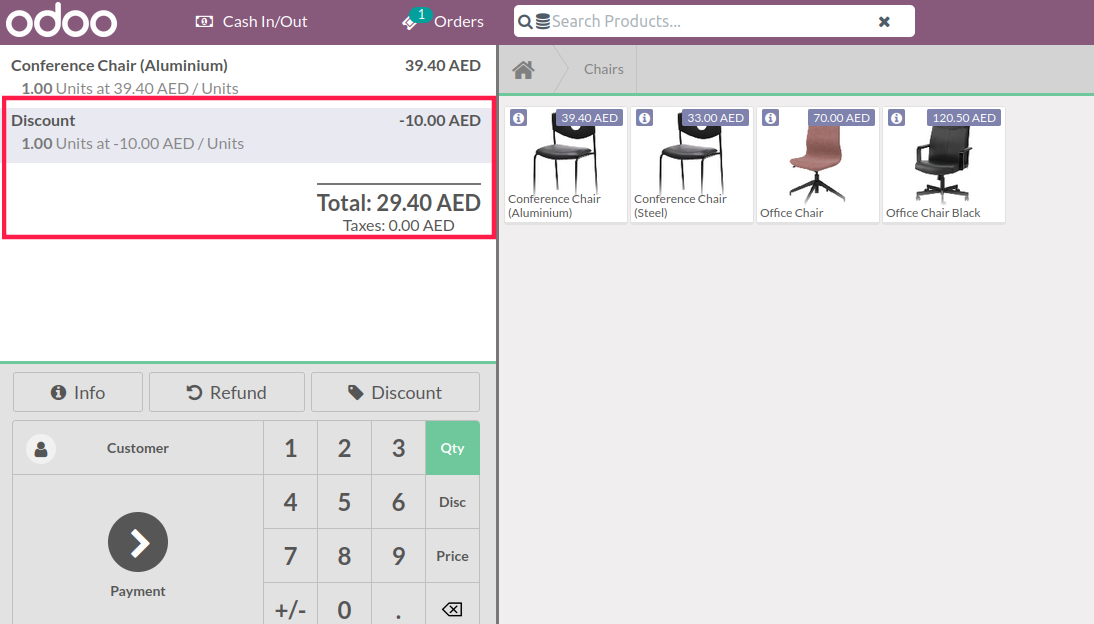 odoo
Cash In/Out
1
Orders
Search Products...
Conference Chair (Aluminium) 39.40 AED
1.00 Units at 39.40 AED / Units
Discount -10.00 AED
1.00 Units at -10.00 AED / Units
Total: 29.40 AED
Taxes: 0.00 AED
Info
Refund
Discount
Customer
1 2 3 Qty
4 5 6 Disc
7 8 9 Price
+/- 0 .
Payment
Chairs
39.40 AED
Conference Chair
(Aluminium)
33.00 AED
Conference Chair
(Steel)
70.00 AED
Office Chair
120.50 AED
Office Chair Black